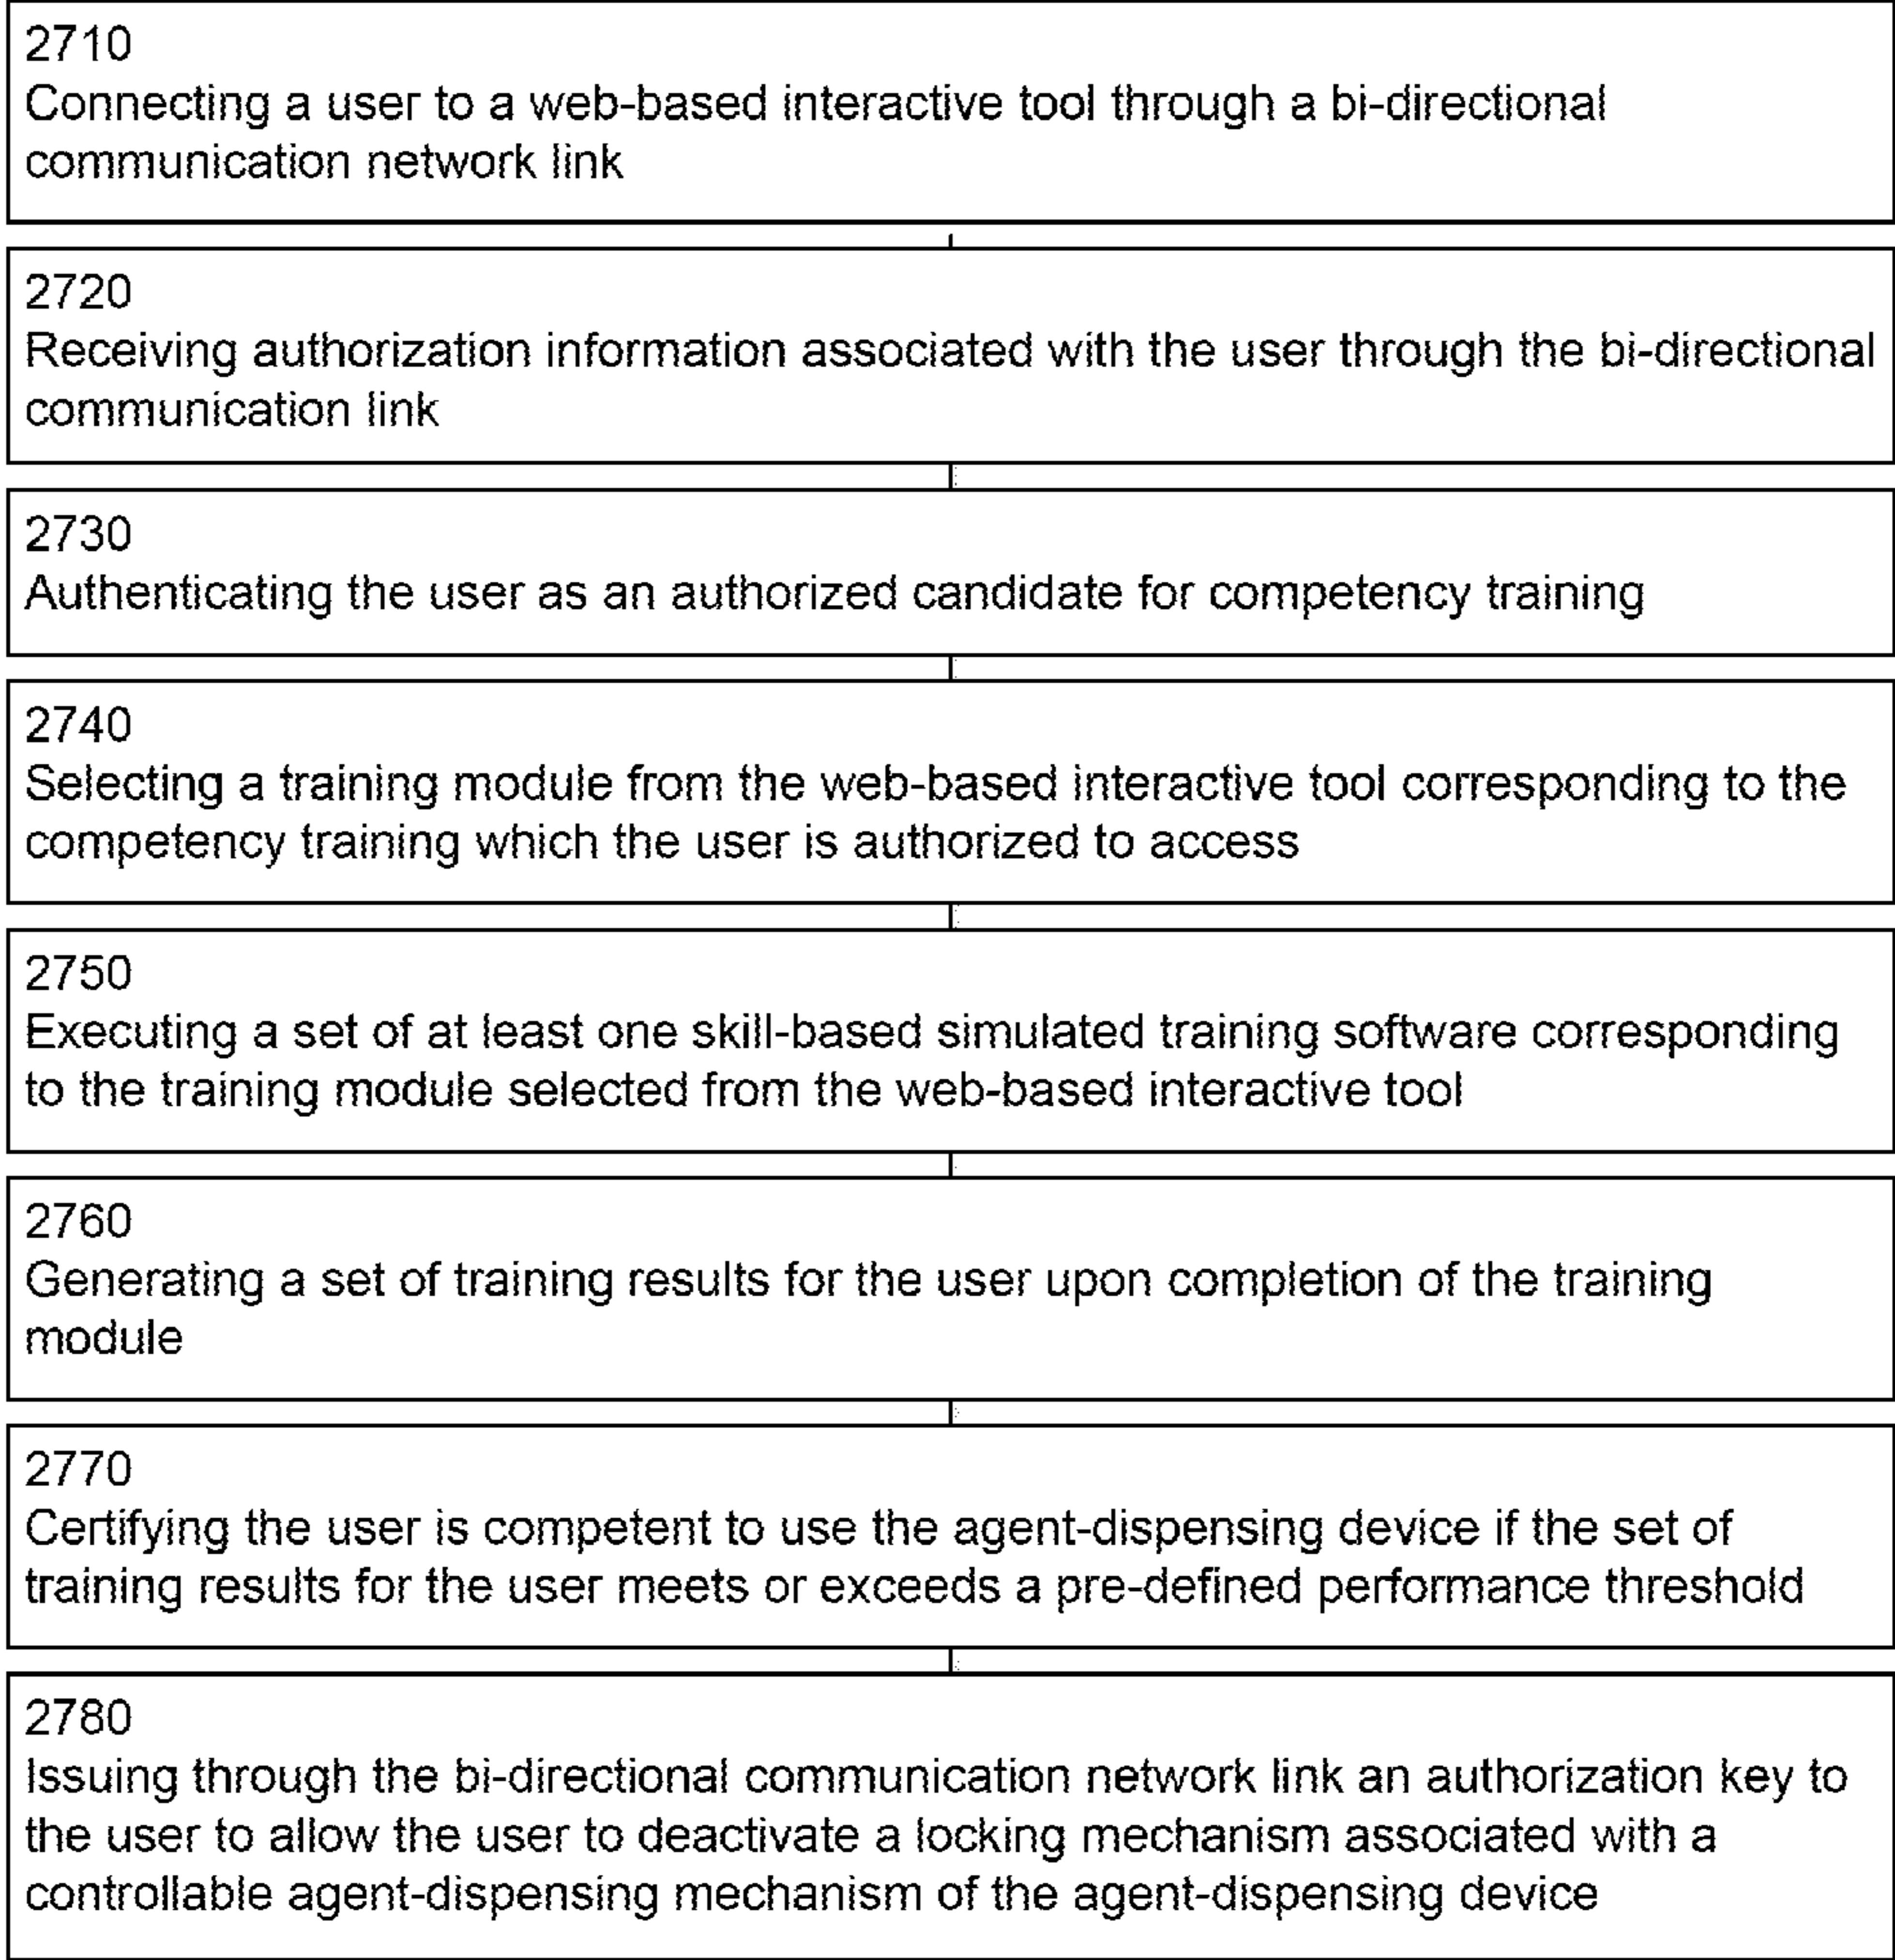 2710
Connecting a user to a web-based interactive tool through a bi-directional
communication network link
2720
Receiving authorization information associated with the user through the bi-directional
communication link
2730
Authenticating the user as an authorized candidate for competency training
2740
Selecting a training module from the web-based interactive tool corresponding to the
competency training which the user is authorized to access
2750
Executing a set of at least one skill-based simulated training software corresponding
to the training module selected from the web-based interactive tool
2760
Generating a set of training results for the user upon completion of the training
module
2770
Certifying the user is competent to use the agent-dispensing device if the set of
training results for the user meets or exceeds a pre-defined performance threshold
2780
Issuing through the bi-directional communication network link an authorization key to
the user to allow the user to deactivate a locking mechanism associated with a
controllable agent-dispensing mechanism of the agent-dispensing device